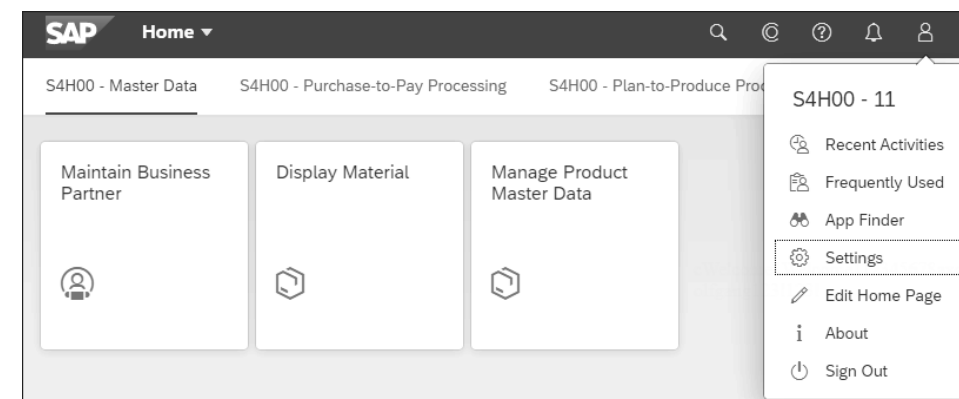 SAP Home
S4H00 - Master Data S4H00 - Purchase-to-Pay Processing S4H00 - Plan-to-Produce
Maintain Business
Partner
Display Material
Manage Product
Master Data
S4H00 - 11
Recent Activities
Frequently Used
App Finder
Settings
Edit Home Page
About
Sign Out